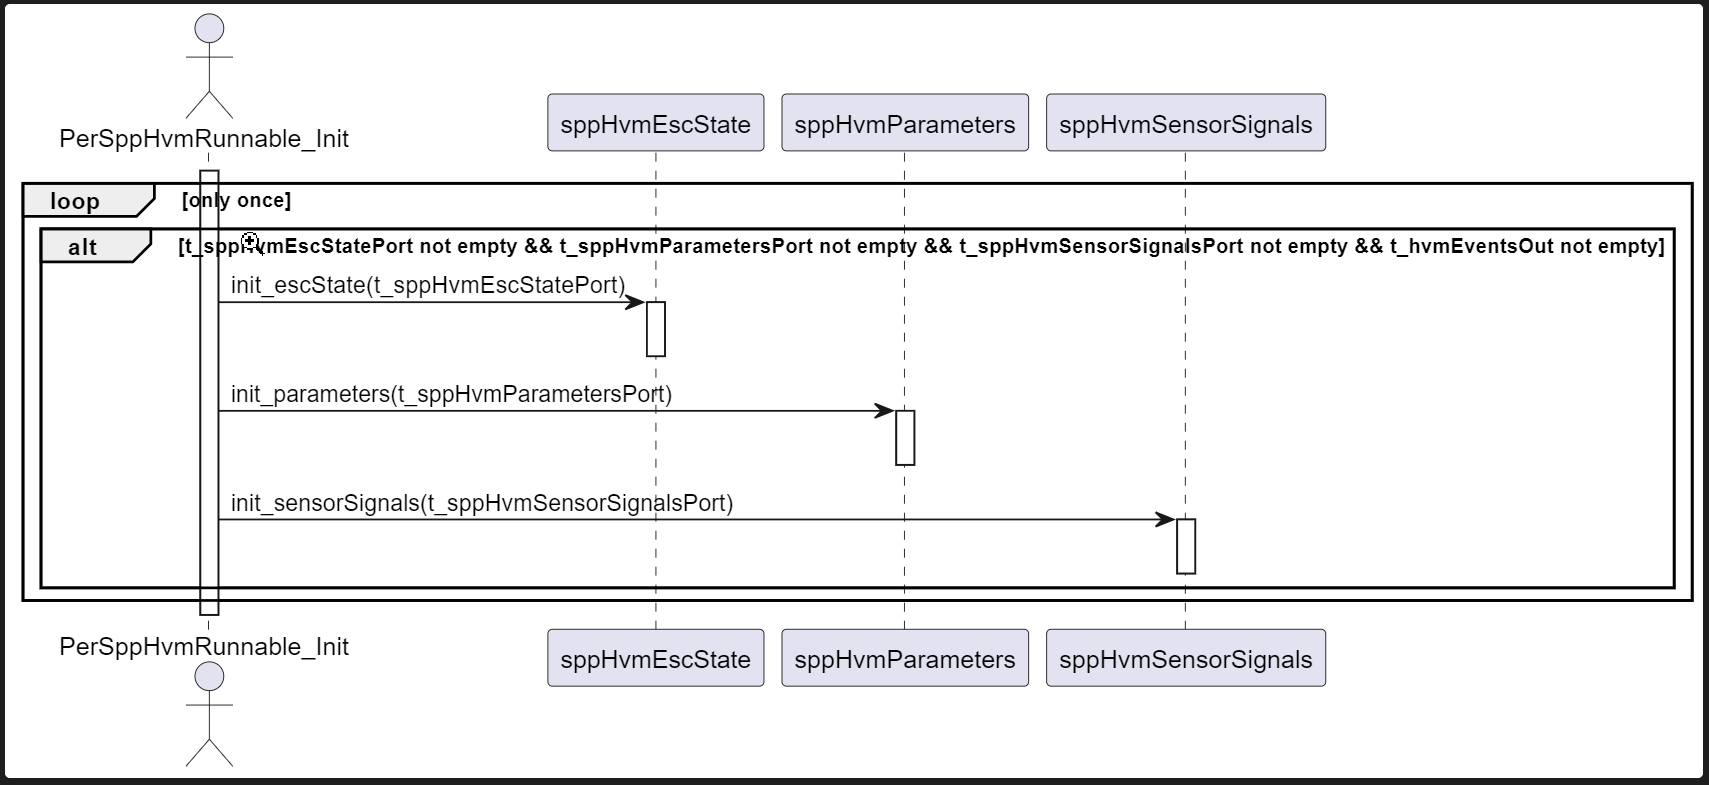 PerSppHvmRunnable_Init
sppHvmEscState
sppHvmParameters
sppHvmSensorSignals
loop
[only once]
alt
[t_sppHvmEscStatePort not empty && t_sppHvmParametersPort not empty && t_sppHvmSensorSignalsPort not empty && t_hvmEventsOut not empty]
init_escState(t_sppHvmEscStatePort)
init_parameters(t_sppHvmParametersPort)
init_sensorSignals(t_sppHvmSensorSignalsPort)
PerSppHvmRunnable_Init
sppHvmEscState
sppHvmParameters
sppHvmSensorSignals